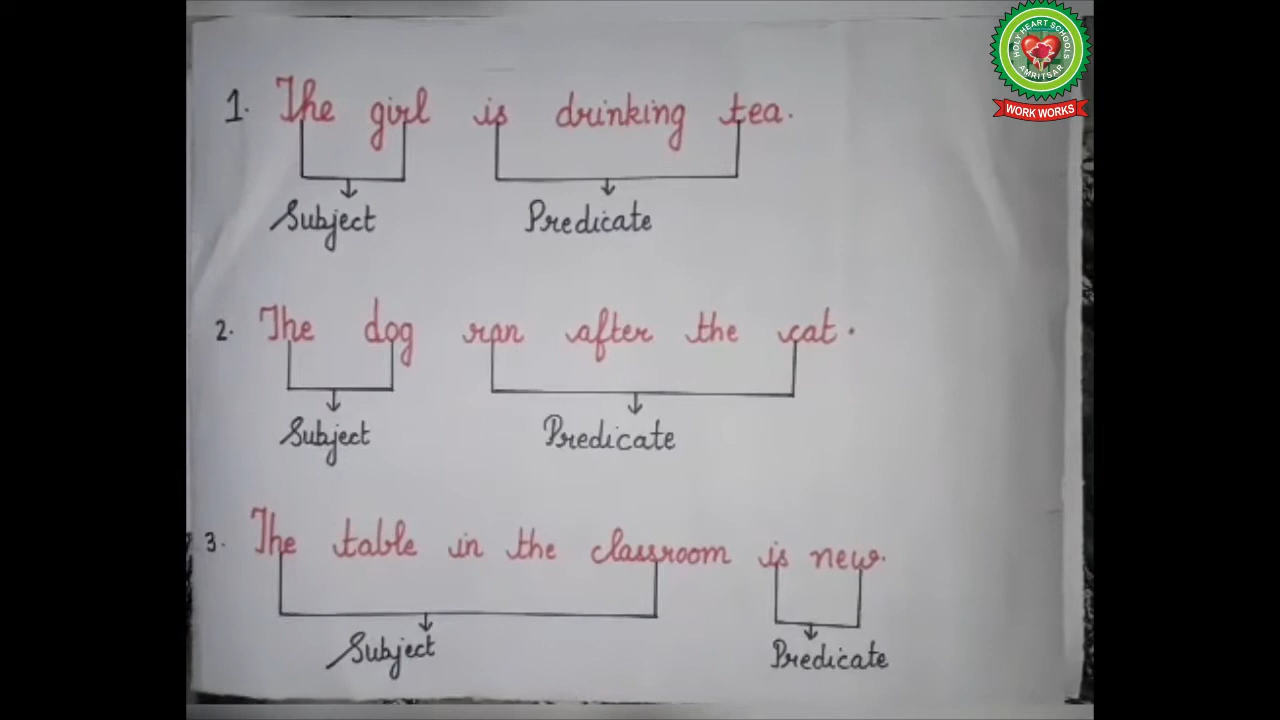 HOLY HEART SCHOOLS
AMRITSAR
WORK WORKS
1. The girl is drinking tea.
Subject Predicate
2. The dog ran after the cat.
Subject Predicate
3. The table in the classroom is new.
Subject Predicate